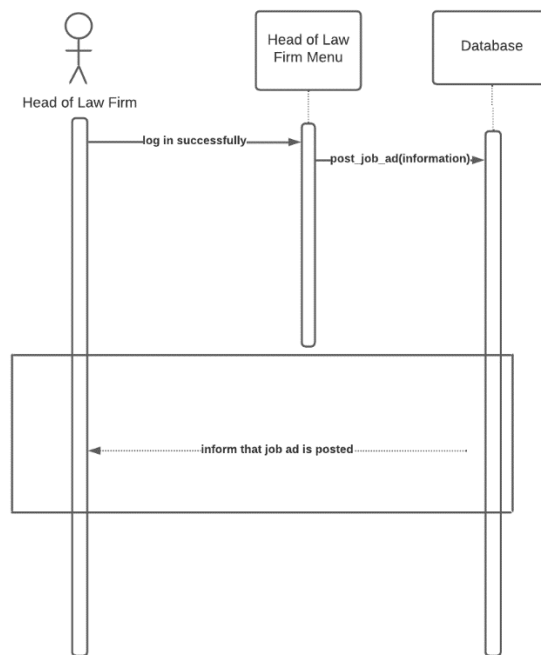 Head of Law
Firm Menu
Database
Head of Law Firm
log in successfully
post_job_ad(information)
inform that job ad is posted